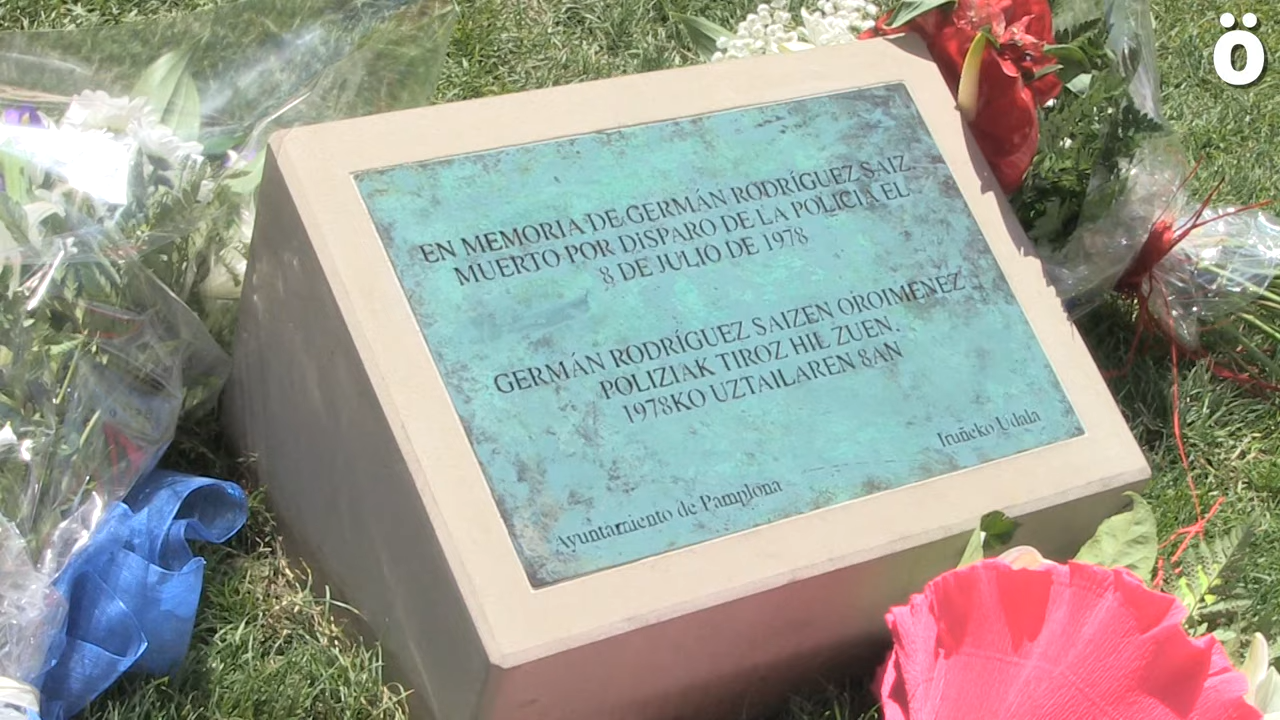 ö
EN MEMORIA DE GERMÁN RODRÍGUEZ SAIZ.
MUERTO POR DISPARO DE LA POLICIA EL
8 DE JULIO DE 1978
GERMÁN RODRÍGUEZ SAIZEN OROIMENEZ
POLIZIAK TIROZ HIL ZUEN.
1978KO UZTAILAREN 8AN
Iruñeko Udala
Ayuntamiento de Pamplona